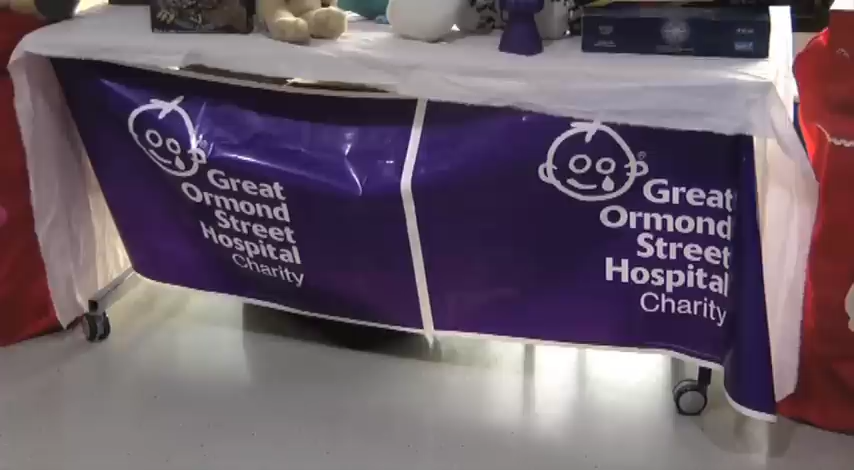 Great
Ormond
Street
Hospital
Charity
Great
Ormond
Street
Hospital
Charity